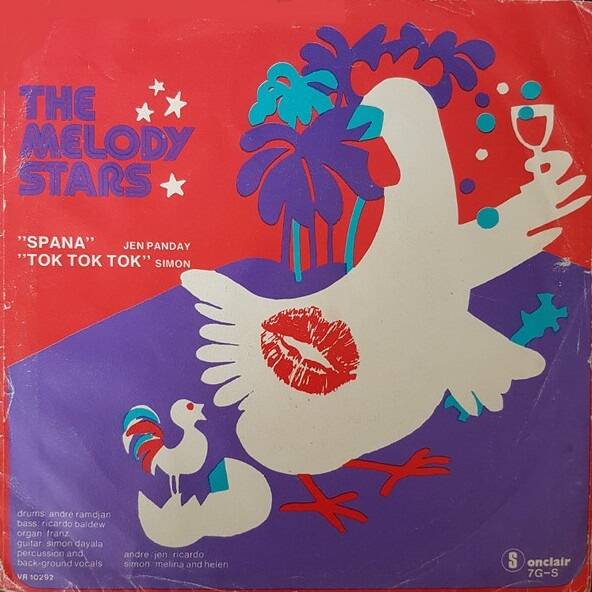 THE
MELODY
STARS
"SPANA" JEN PANDAY
"TOK TOK TOK" SIMON
drums: andre ramdjan
bass: ricardo baldew
organ: franz
guitar: simon dayala
percussion and
back-ground vocals
andre jen ricardo
simon melina and helen
VR 10292
S onclair
7G-S